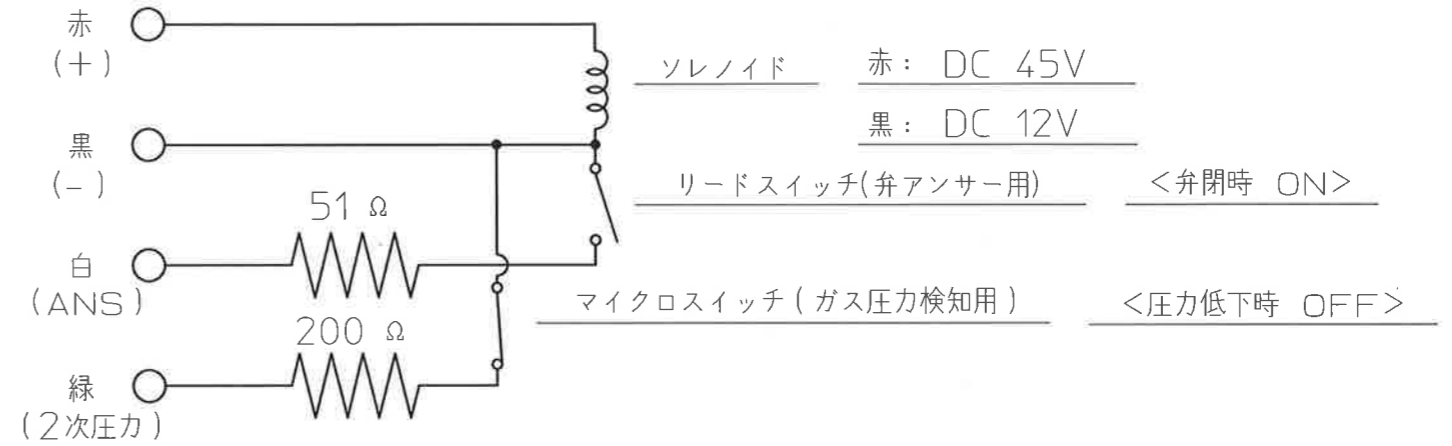 赤
(+)
ソレノイド 赤: DC 45V
黒: DC 12V
黒
(-)
リードスイッチ(弁アンサー用) <弁閉時 ON>
51 Ω
白
(ANS)
マイクロスイッチ(ガス圧力検知用) <圧力低下時 OFF>
200 Ω
緑
(2次圧力)